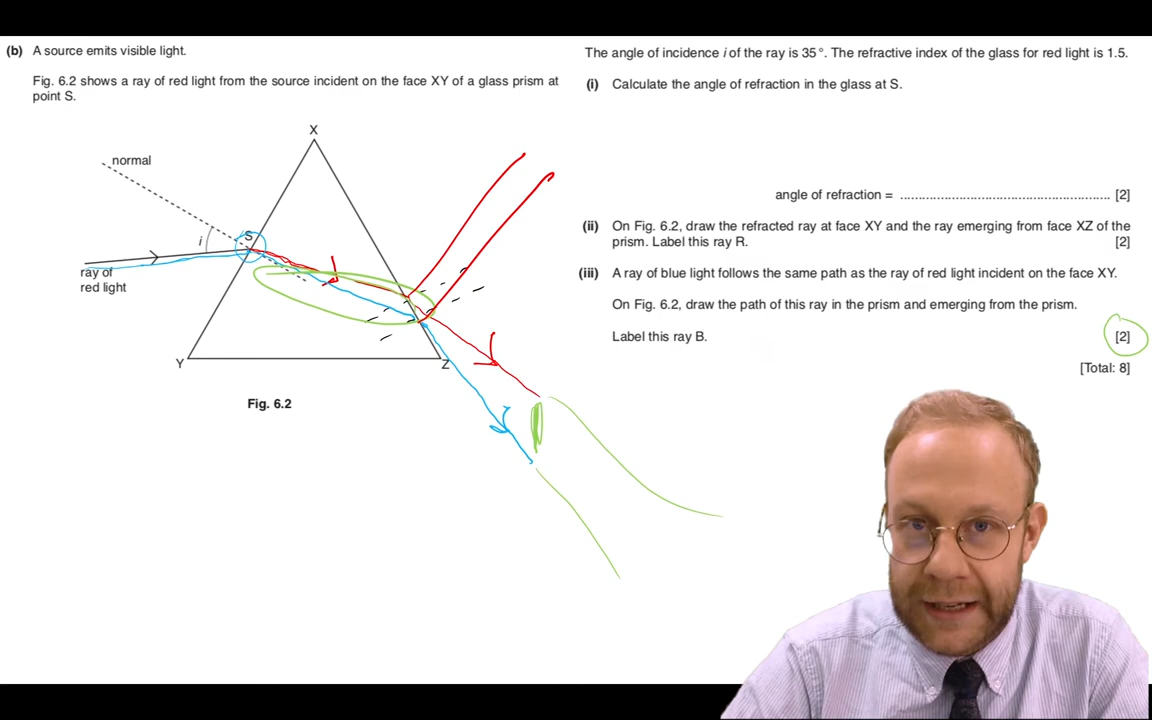 (b) A source emits visible light.
Fig. 6.2 shows a ray of red light from the source incident on the face XY of a glass prism at
point S.
X
normal
S
i
ray of
red light
Y
Z
Fig. 6.2
The angle of incidence i of the ray is 35°. The refractive index of the glass for red light is 1.5.
(i) Calculate the angle of refraction in the glass at S.
angle of refraction = ........................................................ [2]
(ii) On Fig. 6.2, draw the refracted ray at face XY and the ray emerging from face XZ of the
prism. Label this ray R. [2]
(iii) A ray of blue light follows the same path as the ray of red light incident on the face XY.
On Fig. 6.2, draw the path of this ray in the prism and emerging from the prism.
Label this ray B. [2]
[Total: 8]